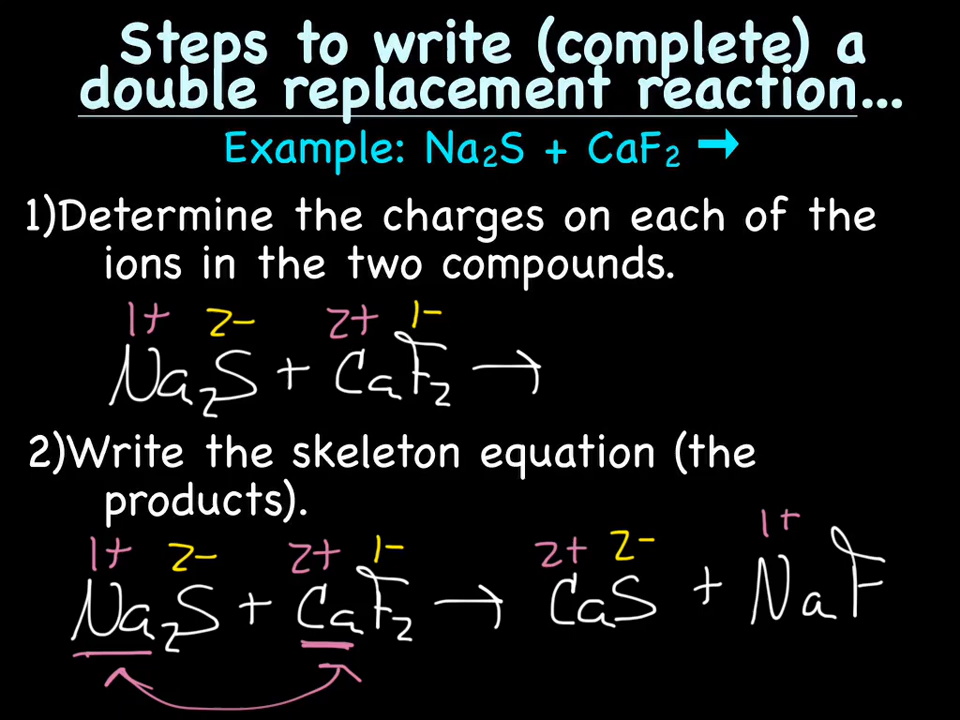 Steps to write (complete) a
double replacement reaction...
Example: Na₂S + CaF₂ →
1)Determine the charges on each of the
ions in the two compounds.
1+ 2- 2+ 1-
Na₂S + CaF₂ →
2)Write the skeleton equation (the
products).
1+ 2- 2+ 1- 2+ 2- 1+
Na₂S + CaF₂ → CaS + NaF